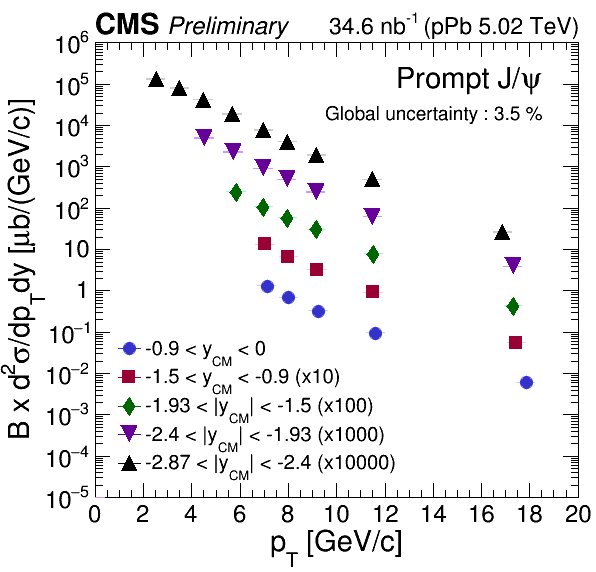 CMS Preliminary 34.6 nb⁻¹ (pPb 5.02 TeV)
Prompt J/ψ
Global uncertainty : 3.5 %
B x d²σ/dp_T dy [μb/(GeV/c)]
10⁶
10⁵
10⁴
10³
10²
10
1
10⁻¹
10⁻²
10⁻³
10⁻⁴
10⁻⁵
-0.9 < y_CM < 0
-1.5 < y_CM < -0.9 (x10)
-1.93 < |y_CM| < -1.5 (x100)
-2.4 < |y_CM| < -1.93 (x1000)
-2.87 < |y_CM| < -2.4 (x10000)
0 2 4 6 8 10 12 14 16 18 20
p_T [GeV/c]